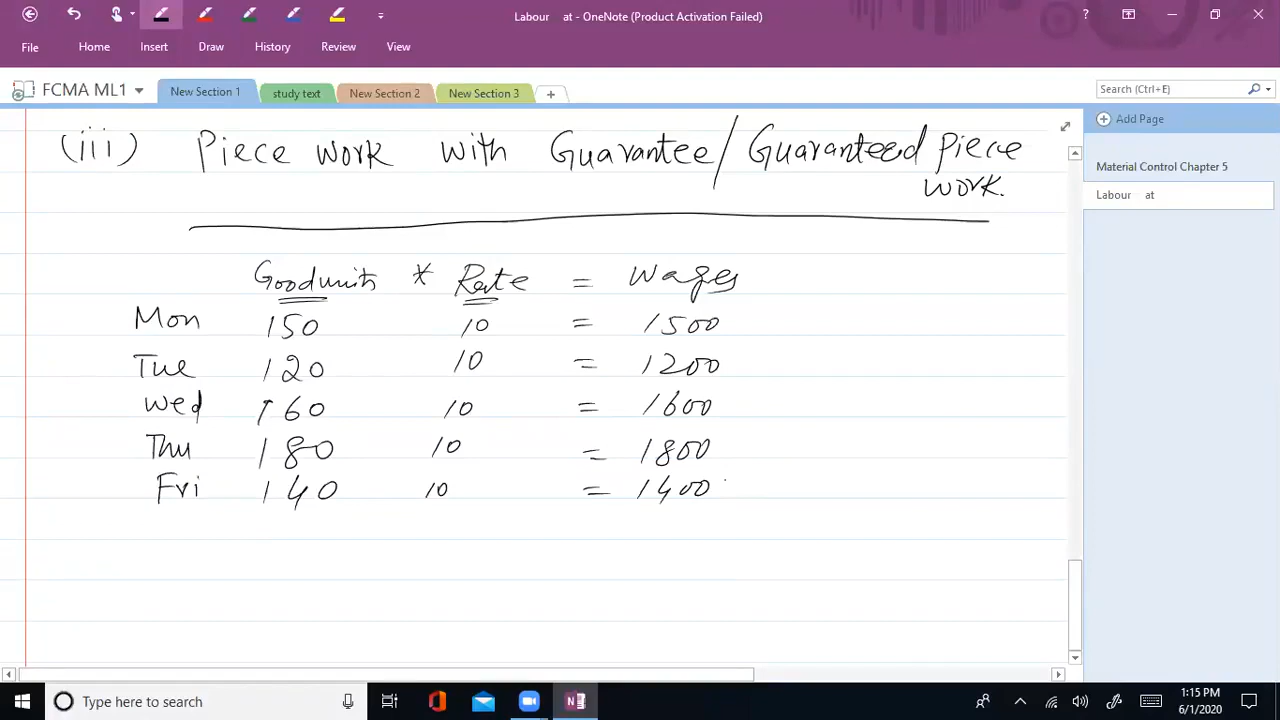 Labour at - OneNote (Product Activation Failed)
?
File Home Insert Draw History Review View
FCMA ML1 New Section 1 study text New Section 2 New Section 3 +
Search (Ctrl+E)
Add Page
Material Control Chapter 5
Labour at
(iii) Piece work with Guarantee/Guaranteed piece
work.
Goodunits * Rate = Wages
Mon 150 10 = 1500
Tue 120 10 = 1200
Wed 160 10 = 1600
Thu 180 10 = 1800
Fri 140 10 = 1400
Type here to search
1:15 PM
6/1/2020